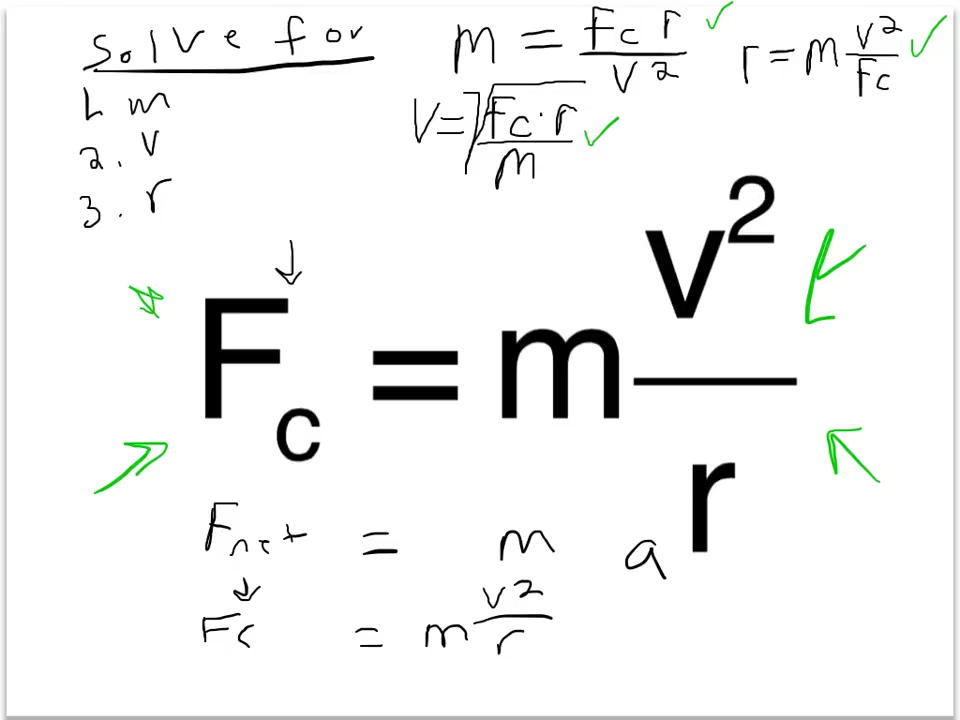 Solve for
1. m
2. v
3. r
m = Fc r / v²
r = m v² / Fc
v = √(Fc · r / m)
Fc = m v² / r
Fnet = m a
Fc = m v² / r